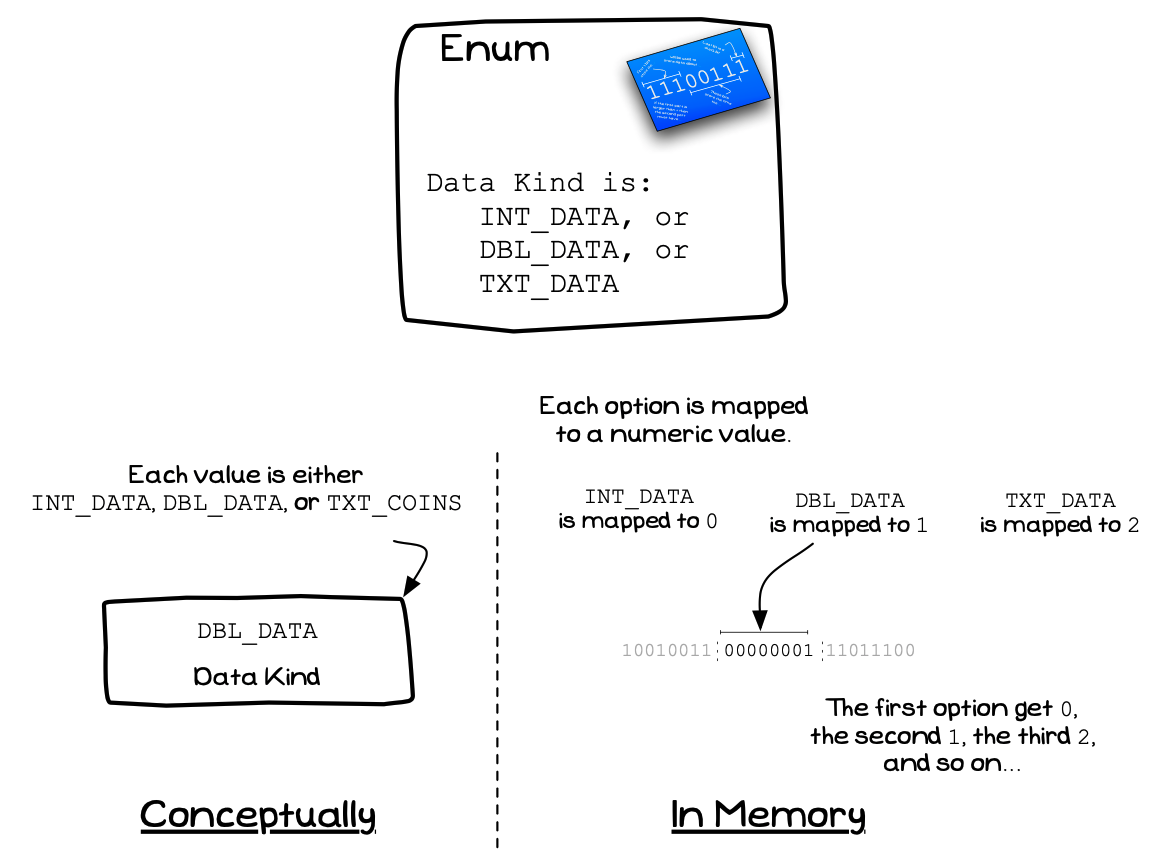 Enum
11100111
Data Kind is:
INT_DATA, or
DBL_DATA, or
TXT_DATA
Each value is either
INT_DATA, DBL_DATA, or TXT_COINS
DBL_DATA
Data Kind
Conceptually
Each option is mapped
to a numeric value.
INT_DATA
is mapped to 0
DBL_DATA
is mapped to 1
TXT_DATA
is mapped to 2
10010011 00000001 11011100
The first option get 0,
the second 1, the third 2,
and so on...
In Memory